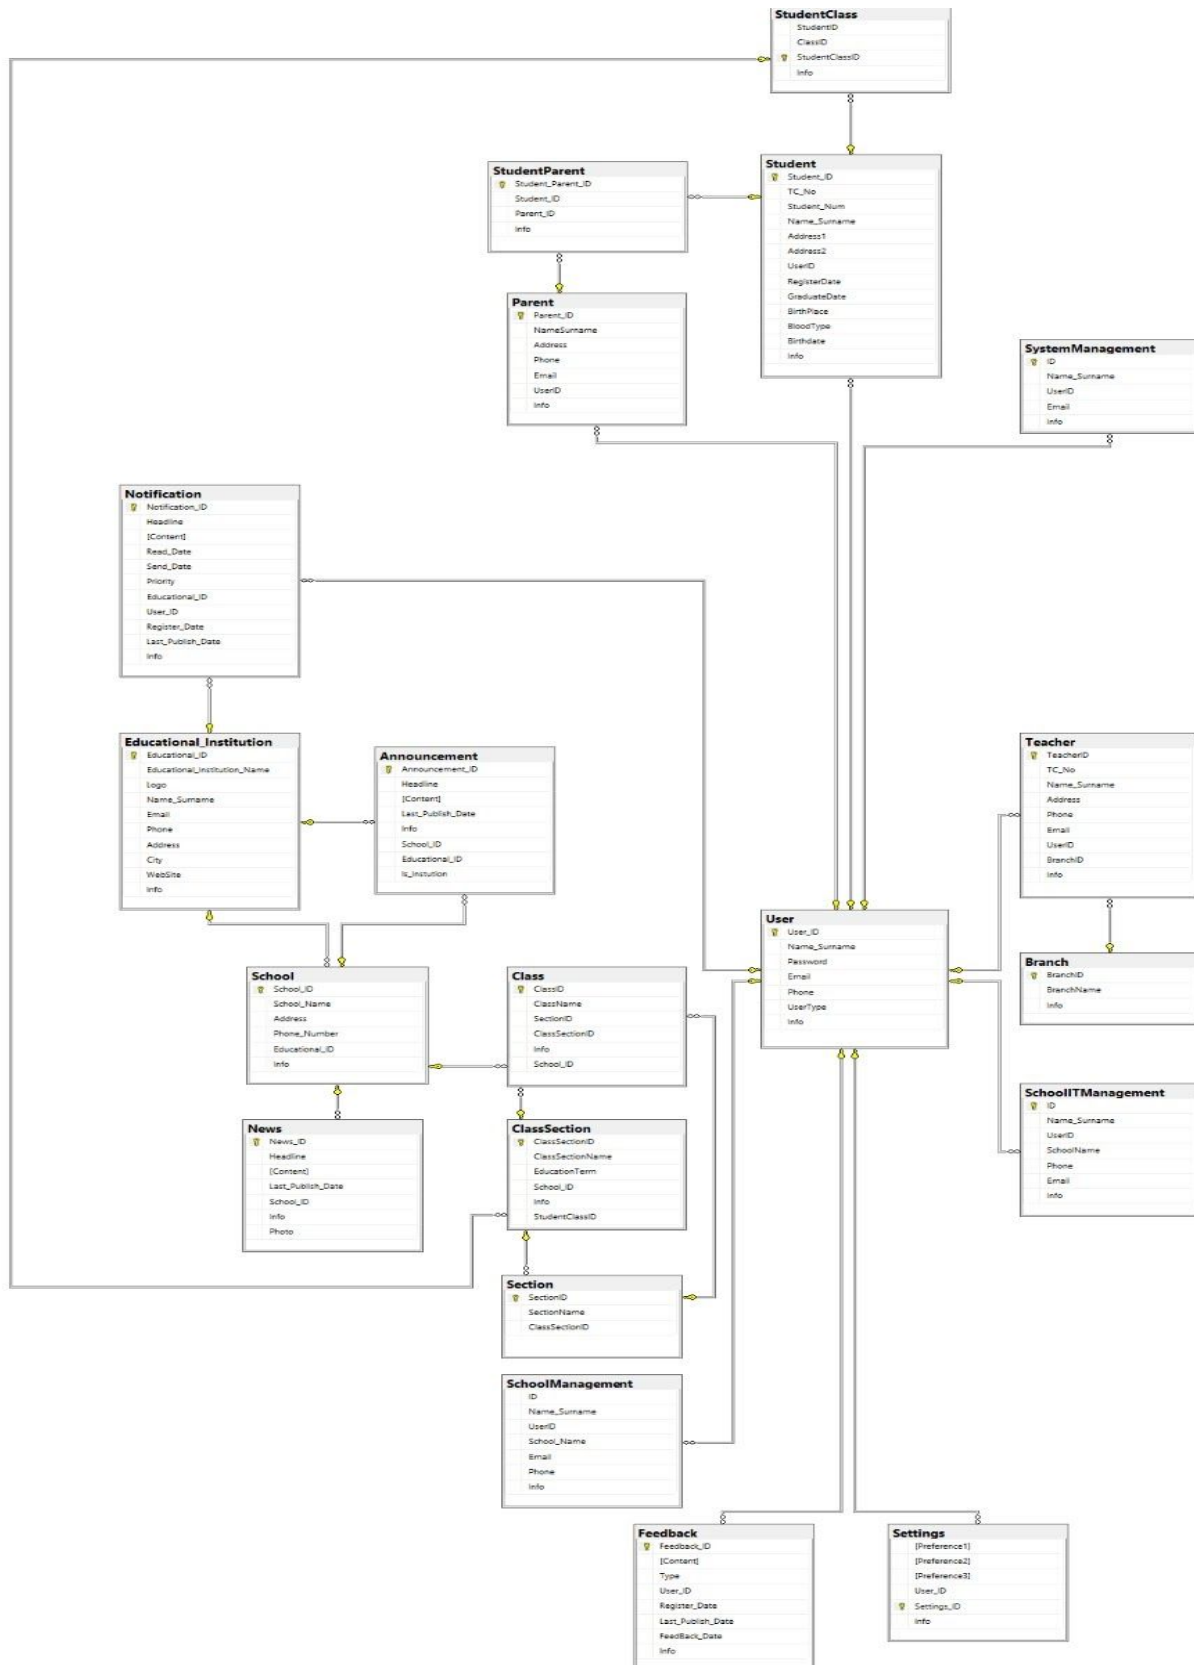 StudentClass
StudentID
ClassID
StudentClassID
Info
StudentParent
Student_Parent_ID
Student_ID
Parent_ID
Info
Student
Student_ID
TC_No
Student_Num
Name_Surname
Address1
Address2
UserID
RegisterDate
GraduateDate
BirthPlace
BloodType
Birthdate
Info
Parent
Parent_ID
NameSurname
Address
Phone
Email
UserID
Info
SystemManagement
ID
Name_Surname
UserID
Email
Info
Notification
Notification_ID
Headline
[Content]
Read_Date
Send_Date
Priority
Educational_ID
User_ID
Register_Date
Last_Publish_Date
Info
Educational_Institution
Educational_ID
Educational_Institution_Name
Logo
Name_Surname
Email
Phone
Address
City
WebSite
Info
Announcement
Announcement_ID
Headline
[Content]
Last_Publish_Date
Info
School_ID
Educational_ID
Is_Instution
Teacher
TeacherID
TC_No
Name_Surname
Address
Phone
Email
UserID
BranchID
Info
User
User_ID
Name_Surname
Password
Email
Phone
UserType
Info
Branch
BranchID
BranchName
Info
School
School_ID
School_Name
Address
Phone_Number
Educational_ID
Info
Class
ClassID
ClassName
SectionID
ClassSectionID
Info
School_ID
SchoolITManagement
ID
Name_Surname
UserID
SchoolName
Phone
Email
Info
News
News_ID
Headline
[Content]
Last_Publish_Date
School_ID
Info
Photo
ClassSection
ClassSectionID
ClassSectionName
EducationTerm
School_ID
Info
StudentClassID
Section
SectionID
SectionName
ClassSectionID
SchoolManagement
ID
Name_Surname
UserID
School_Name
Email
Phone
Info
Feedback
Feedback_ID
[Content]
Type
User_ID
Register_Date
Last_Publish_Date
FeedBack_Date
Info
Settings
[Preference1]
[Preference2]
[Preference3]
User_ID
Settings_ID
Info